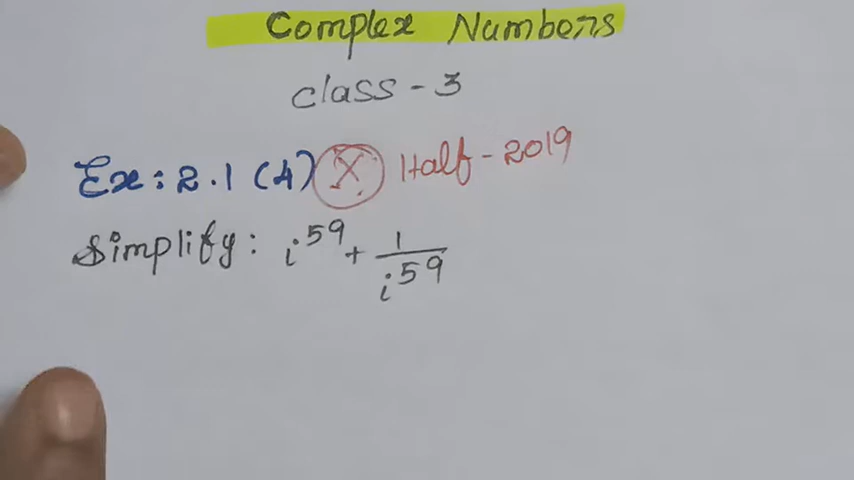 Complex Numbers
class - 3
Ex: 2.1 (4) X Half - 2019
Simplify: i^59 + 1/i^59